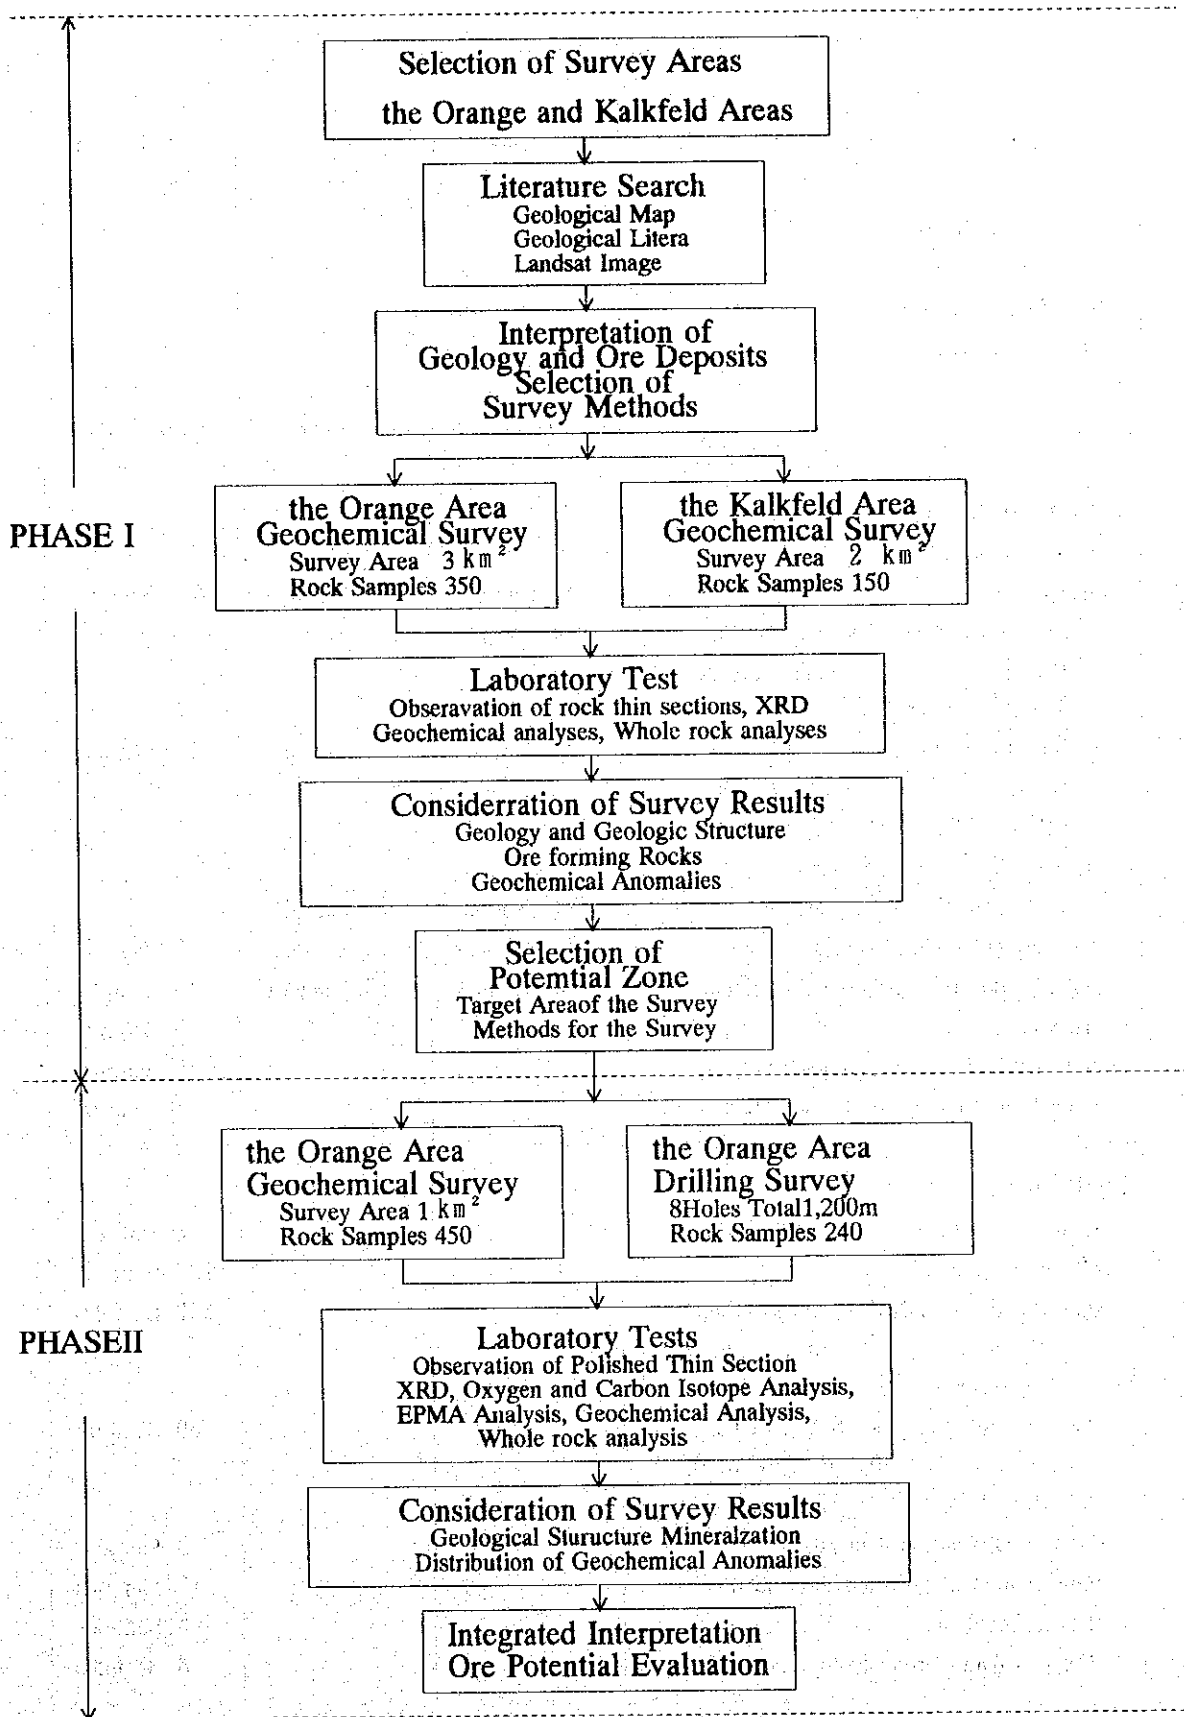 Selection of Survey Areas
the Orange and Kalkfeld Areas
Literature Search
Geological Map
Geological Litera
Landsat Image
Interpretation of
Geology and Ore Deposits
Selection of
Survey Methods
PHASE I
the Orange Area
Geochemical Survey
Survey Area 3 km²
Rock Samples 350
the Kalkfeld Area
Geochemical Survey
Survey Area 2 km²
Rock Samples 150
Laboratory Test
Obseravation of rock thin sections, XRD
Geochemical analyses, Whole rock analyses
Considerration of Survey Results
Geology and Geologic Structure
Ore forming Rocks
Geochemical Anomalies
Selection of
Potemtial Zone
Target Areaof the Survey
Methods for the Survey
the Orange Area
Geochemical Survey
Survey Area 1 km²
Rock Samples 450
the Orange Area
Drilling Survey
8Holes Total1,200m
Rock Samples 240
PHASEII
Laboratory Tests
Observation of Polished Thin Section
XRD, Oxygen and Carbon Isotope Analysis,
EPMA Analysis, Geochemical Analysis,
Whole rock analysis
Consideration of Survey Results
Geological Sturucture Mineralzation
Distribution of Geochemical Anomalies
Integrated Interpretation
Ore Potential Evaluation